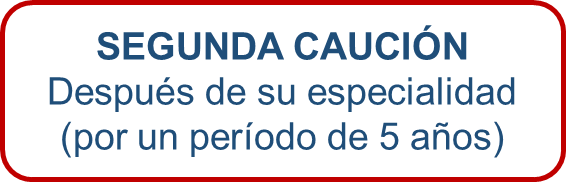 SEGUNDA CAUCIÓN
Después de su especialidad
(por un período de 5 años)